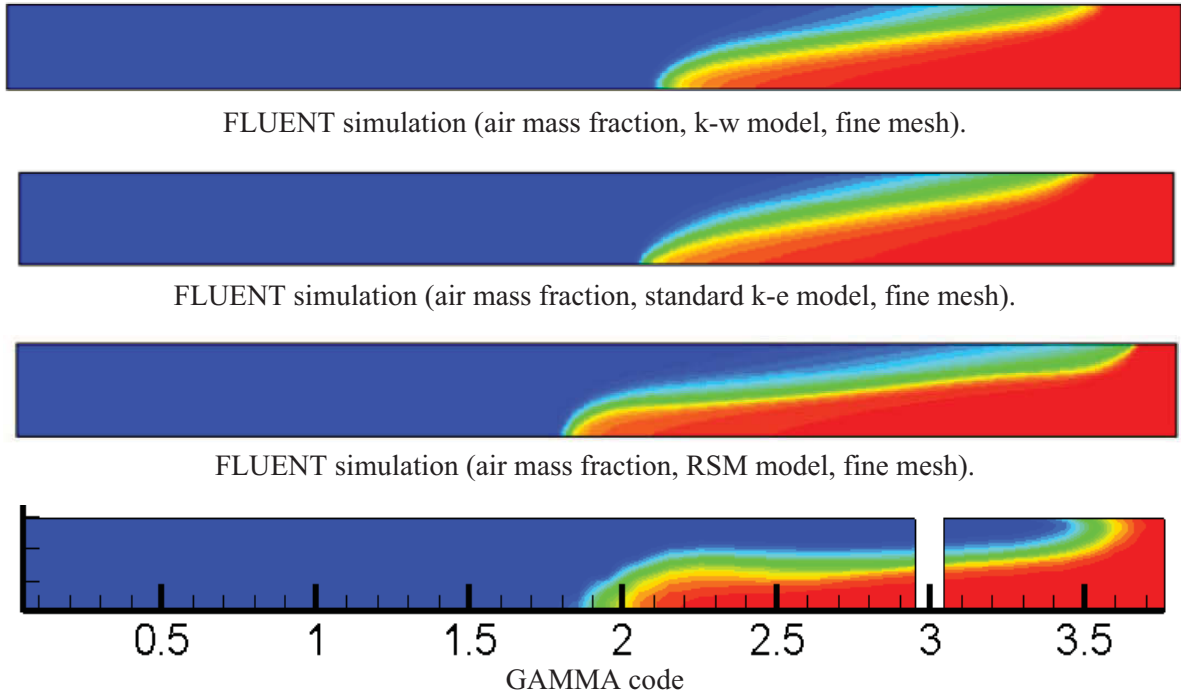 FLUENT simulation (air mass fraction, k-w model, fine mesh).
FLUENT simulation (air mass fraction, standard k-e model, fine mesh).
FLUENT simulation (air mass fraction, RSM model, fine mesh).
0.5 1 1.5 2 2.5 3 3.5
GAMMA code